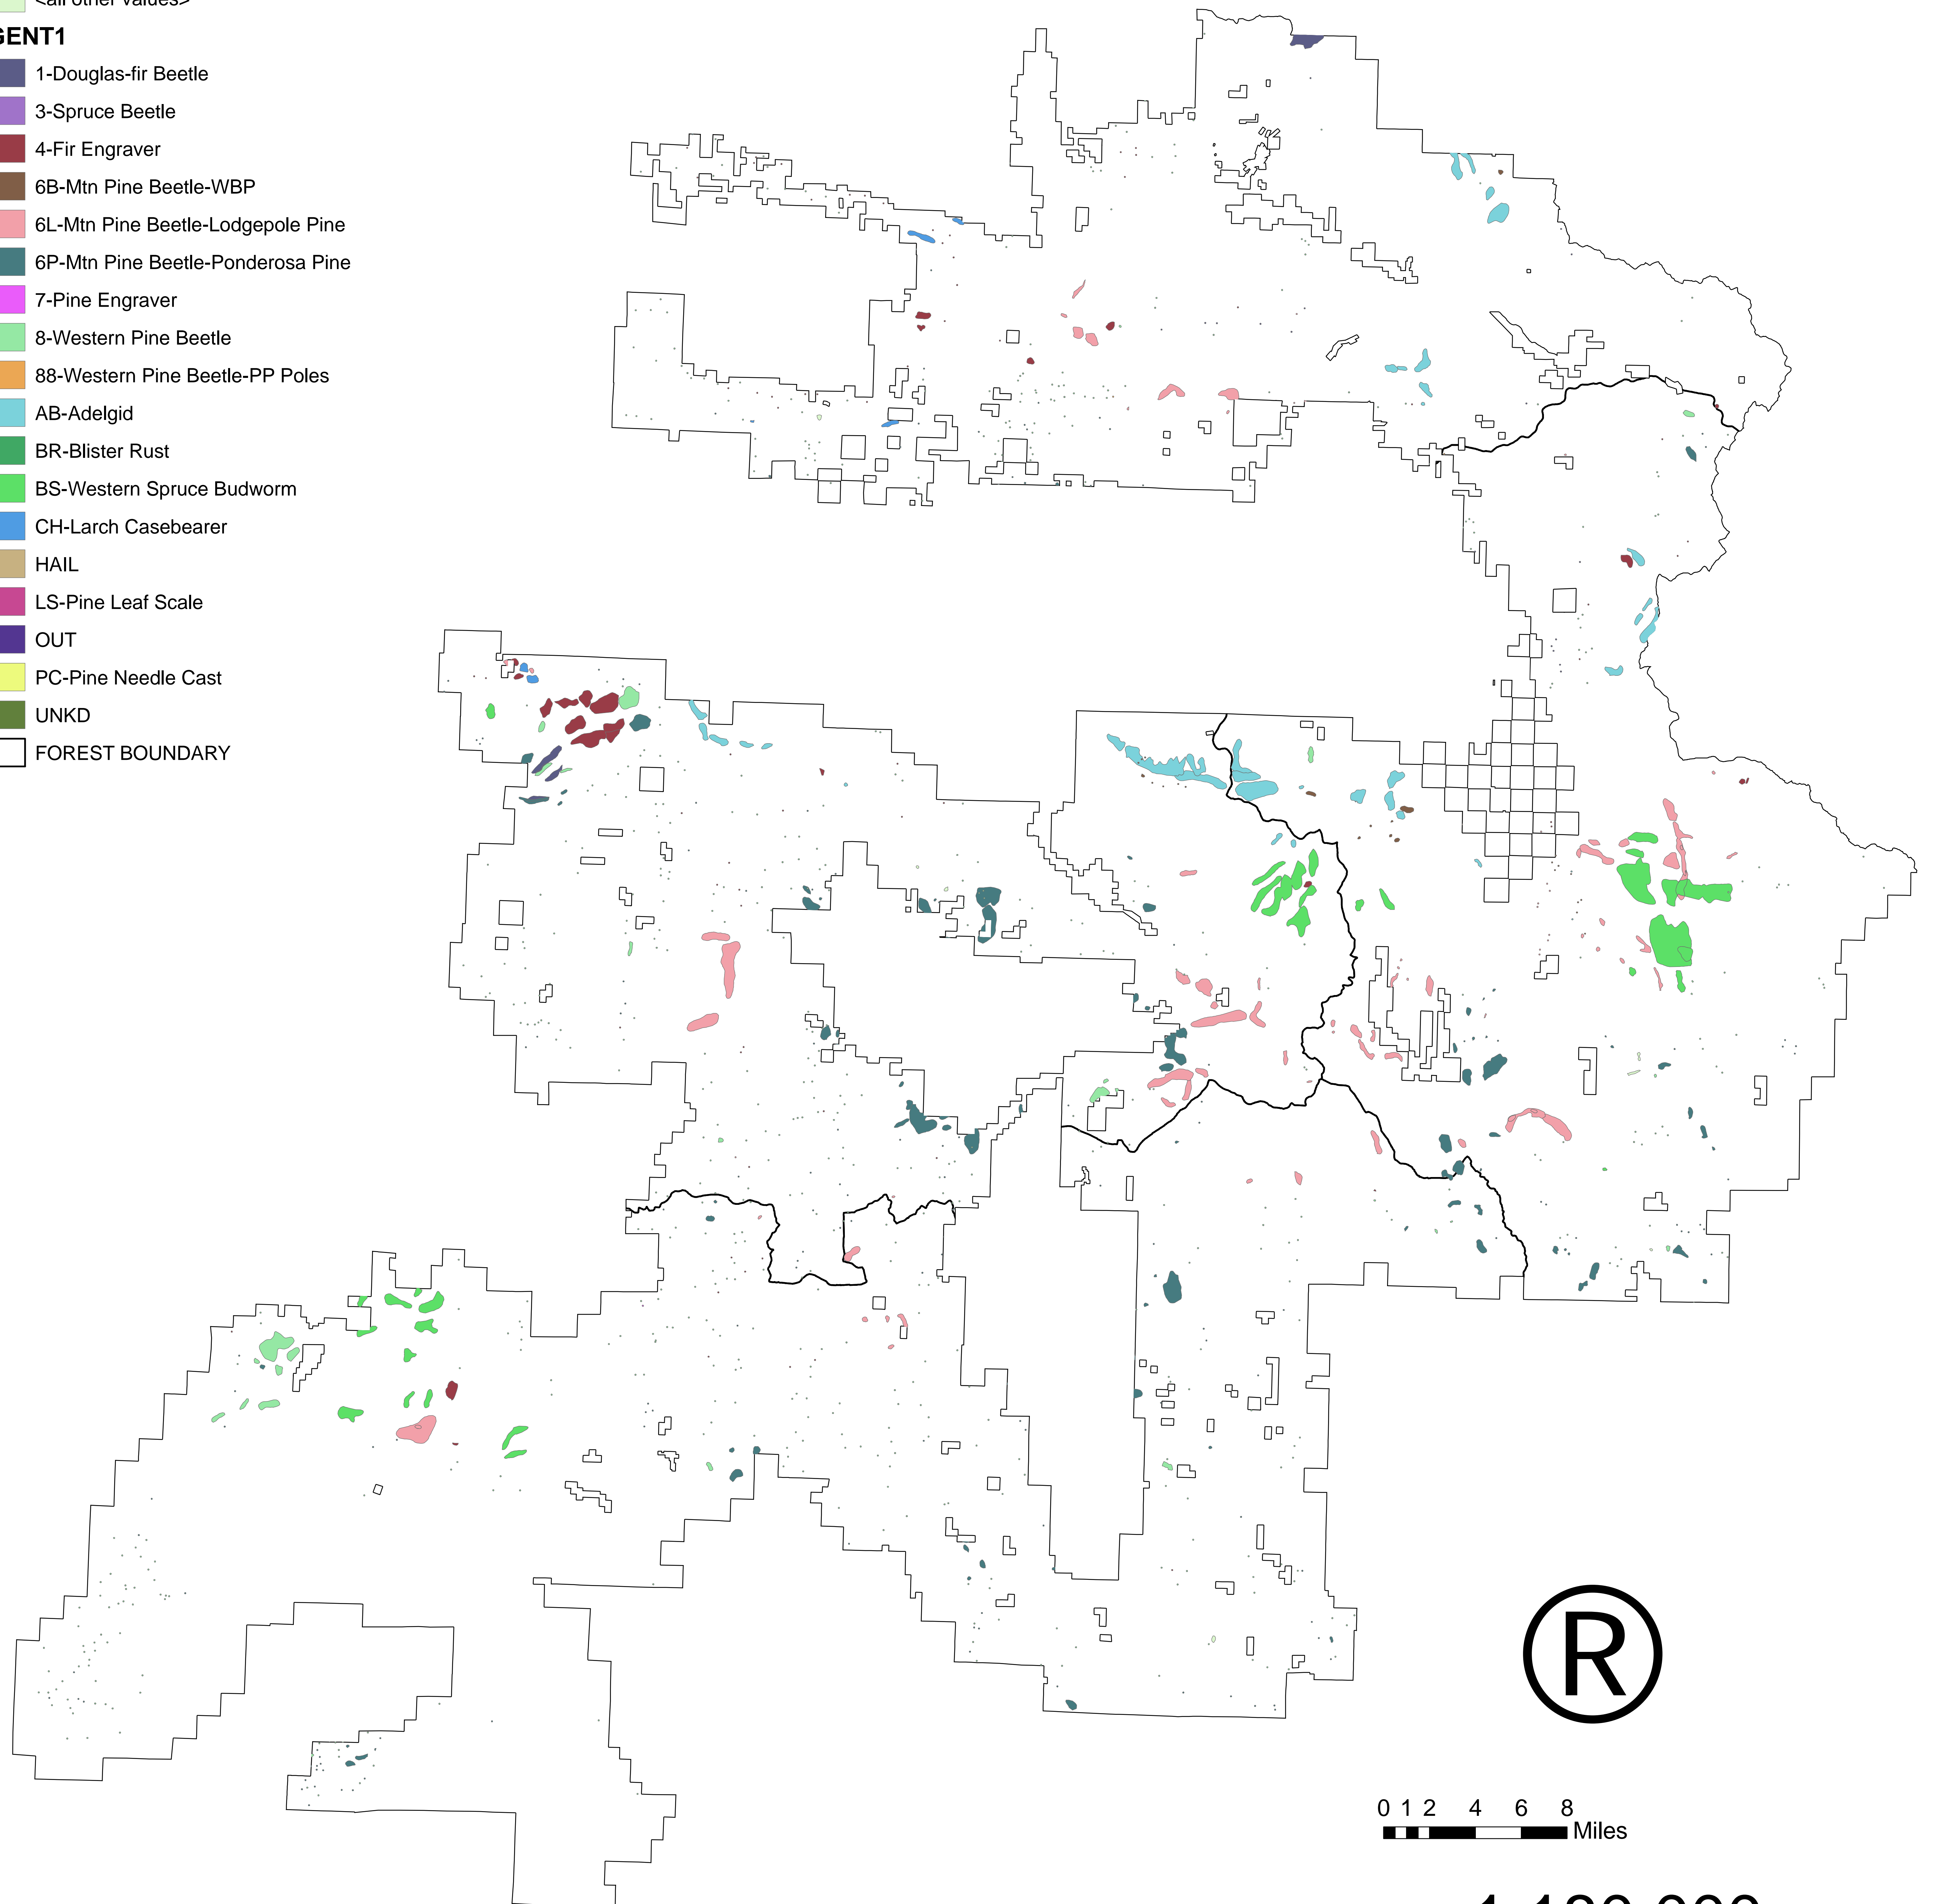 <all other values>
GENT1
1-Douglas-fir Beetle
3-Spruce Beetle
4-Fir Engraver
6B-Mtn Pine Beetle-WBP
6L-Mtn Pine Beetle-Lodgepole Pine
6P-Mtn Pine Beetle-Ponderosa Pine
7-Pine Engraver
8-Western Pine Beetle
88-Western Pine Beetle-PP Poles
AB-Adelgid
BR-Blister Rust
BS-Western Spruce Budworm
CH-Larch Casebearer
HAIL
LS-Pine Leaf Scale
OUT
PC-Pine Needle Cast
UNKD
FOREST BOUNDARY
®
0 1 2 4 6 8
Miles